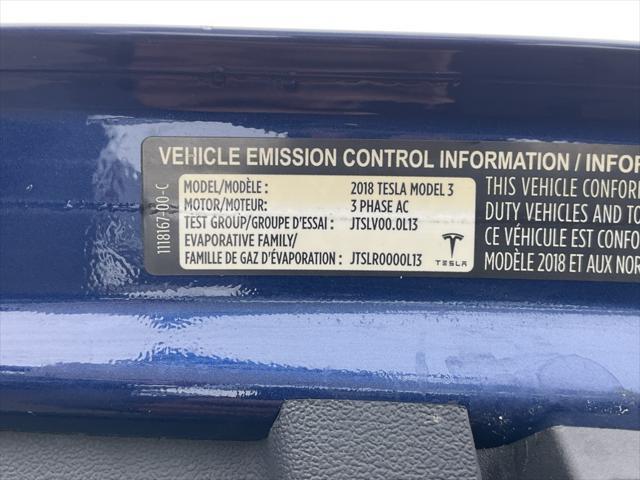 VEHICLE EMISSION CONTROL INFORMATION / INFOR
1118167-00-C
MODEL/MODÈLE : 2018 TESLA MODEL 3
MOTOR/MOTEUR: 3 PHASE AC
TEST GROUP/GROUPE D'ESSAI : JTSLV00.0L13
EVAPORATIVE FAMILY/
FAMILLE DE GAZ D'ÉVAPORATION : JTSLR0000L13
TESLA
THIS VEHICLE CONFOR
DUTY VEHICLES AND TO
CE VÉHICULE EST CONFO
MODÈLE 2018 ET AUX NOR